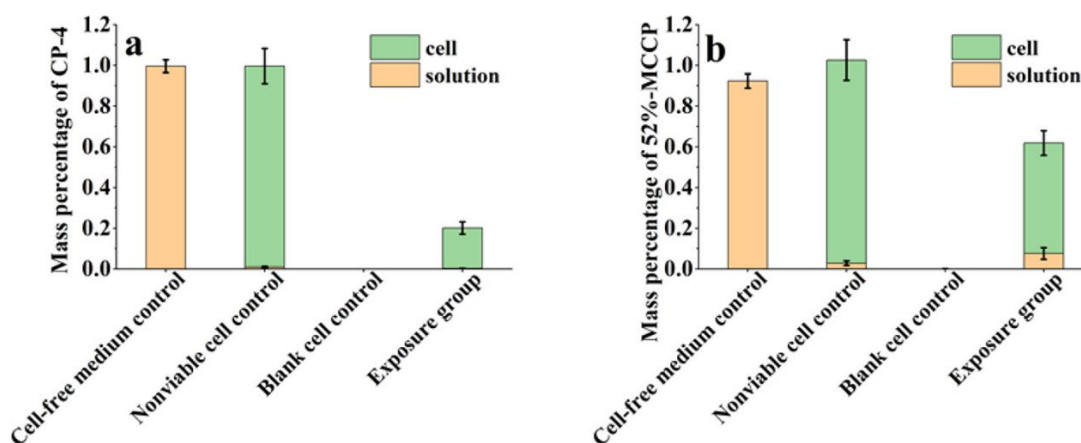 a
cell
solution
Mass percentage of CP-4
1.2
1.0
0.8
0.6
0.4
0.2
0.0
Cell-free medium control
Nonviable cell control
Blank cell control
Exposure group
b
cell
solution
Mass percentage of 52%-MCCP
1.2
1.0
0.8
0.6
0.4
0.2
0.0
Cell-free medium control
Nonviable cell control
Blank cell control
Exposure group